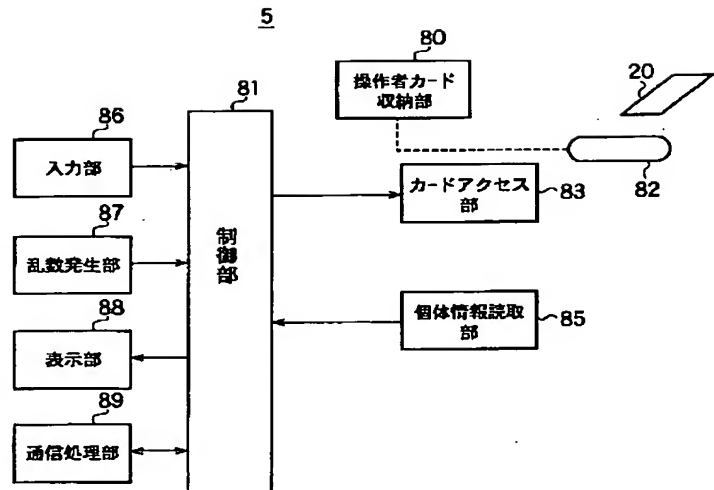 5
80
操作者カード
収納部
20
81
82
86
入力部
カードアクセス
部
83
87
乱数発生部
制
御
部
個体情報読取
部
85
88
表示部
89
通信処理部